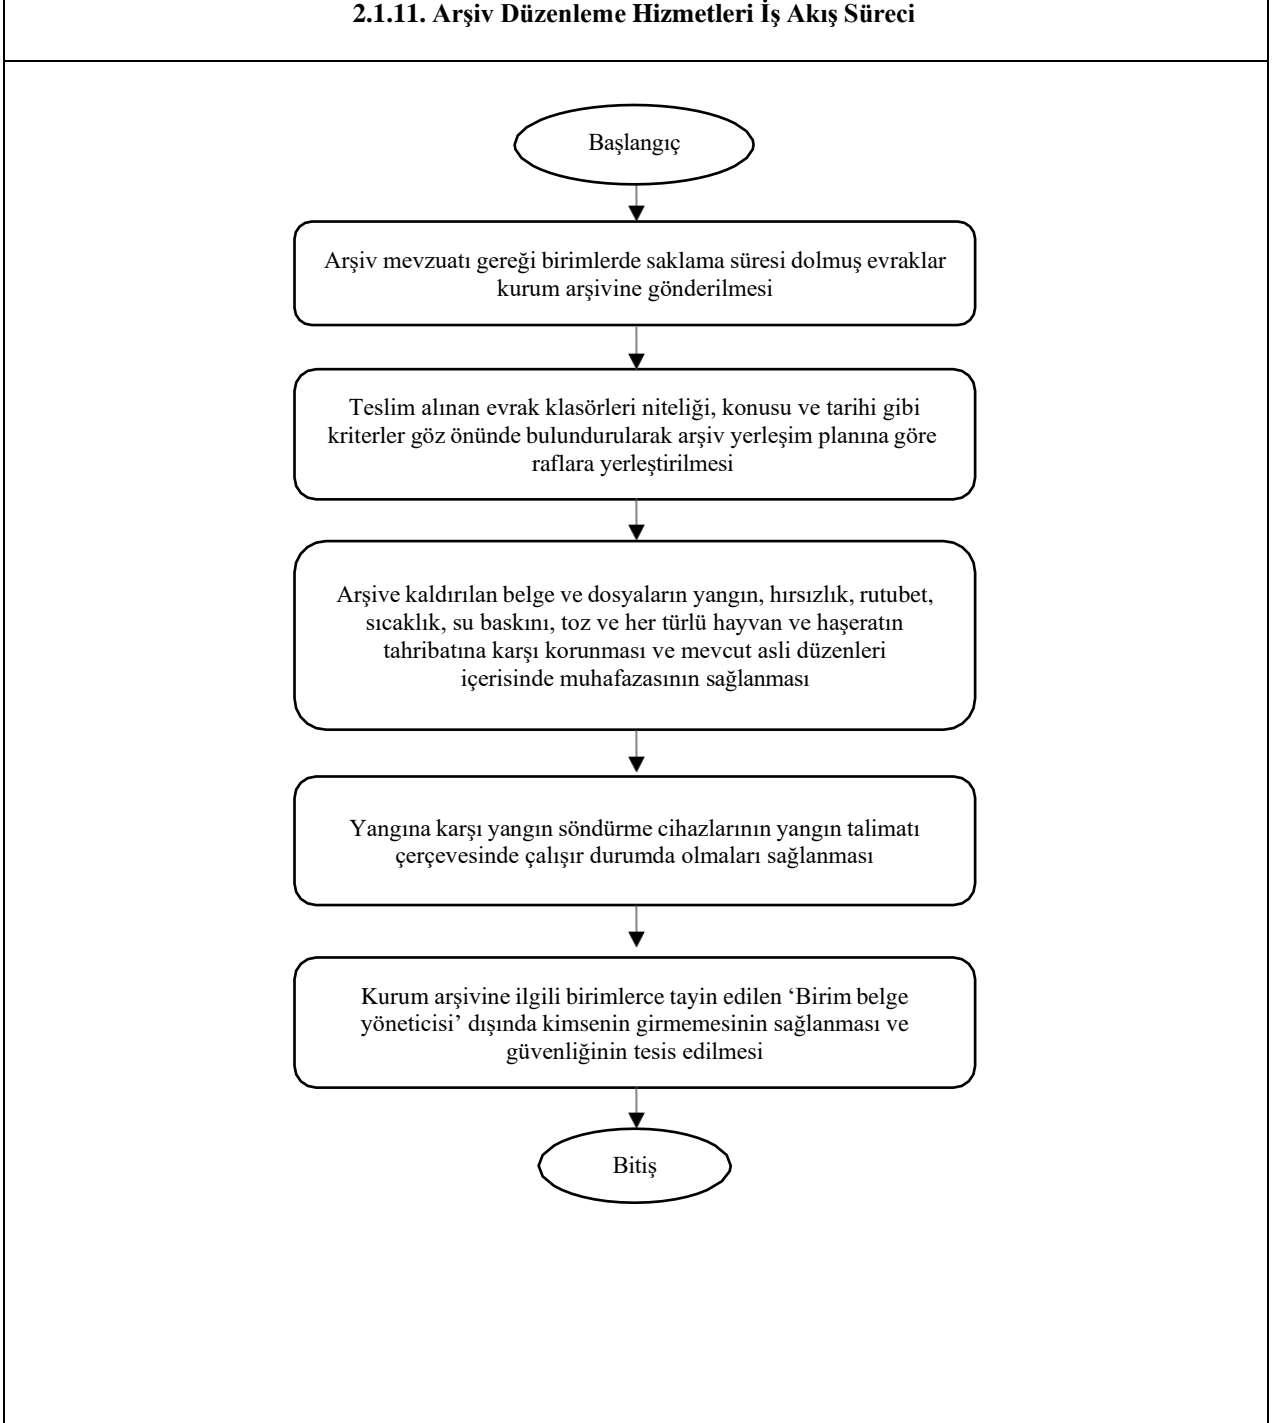 2.1.11. Arşiv Düzenleme Hizmetleri İş Akış Süreci
Başlangıç
Arşiv mevzuatı gereği birimlerde saklama süresi dolmuş evraklar
kurum arşivine gönderilmesi
Teslim alınan evrak klasörleri niteliği, konusu ve tarihi gibi
kriterler göz önünde bulundurularak arşiv yerleşim planına göre
raflara yerleştirilmesi
Arşive kaldırılan belge ve dosyaların yangın, hırsızlık, rutubet,
sıcaklık, su baskını, toz ve her türlü hayvan ve haşeratın
tahribatına karşı korunması ve mevcut asli düzenleri
içerisinde muhafazasının sağlanması
Yangına karşı yangın söndürme cihazlarının yangın talimatı
çerçevesinde çalışır durumda olmaları sağlanması
Kurum arşivine ilgili birimlerce tayin edilen ‘Birim belge
yöneticisi’ dışında kimsenin girmemesinin sağlanması ve
güvenliğinin tesis edilmesi
Bitiş